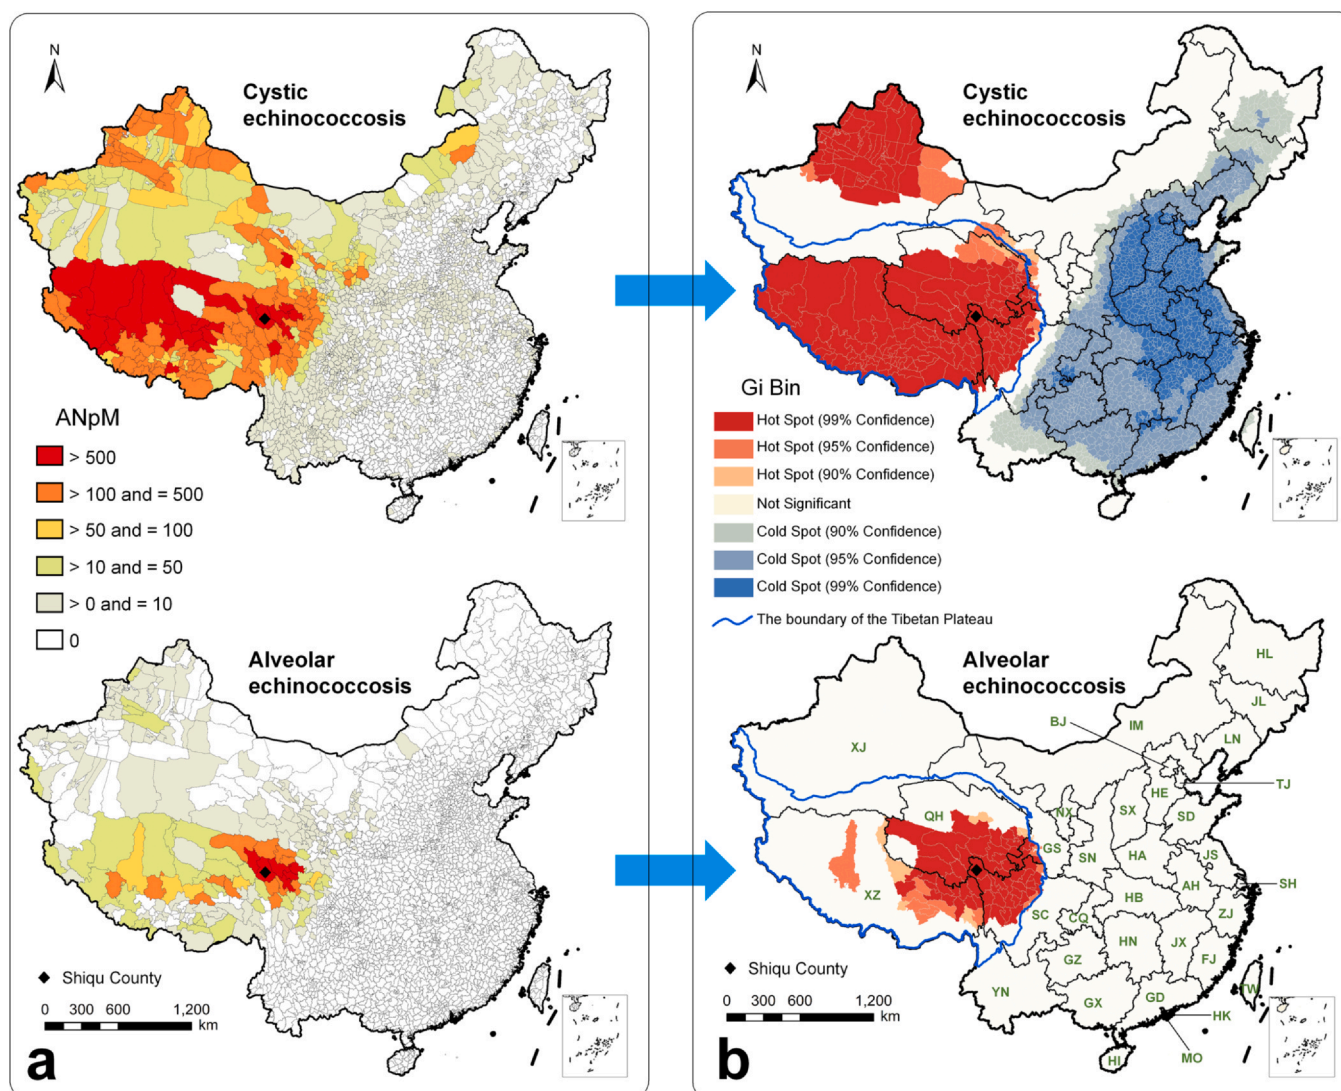 N
Cystic
echinococcosis
ANpM
> 500
> 100 and = 500
> 50 and = 100
> 10 and = 50
> 0 and = 10
0
Alveolar
echinococcosis
Shiqu County
0 300 600 1,200
km
a
N
Cystic
echinococcosis
Gi Bin
Hot Spot (99% Confidence)
Hot Spot (95% Confidence)
Hot Spot (90% Confidence)
Not Significant
Cold Spot (90% Confidence)
Cold Spot (95% Confidence)
Cold Spot (99% Confidence)
The boundary of the Tibetan Plateau
Alveolar
echinococcosis
HL
JL
BJ
IM
LN
XJ
TJ
HE
QH
NX
SX
SD
GS
SN
HA
JS
AH
SH
XZ
HB
ZJ
SC
CQ
HN
JX
GZ
FJ
YN
GX
GD
TW
HK
MO
HI
Shiqu County
0 300 600 1,200
km
b